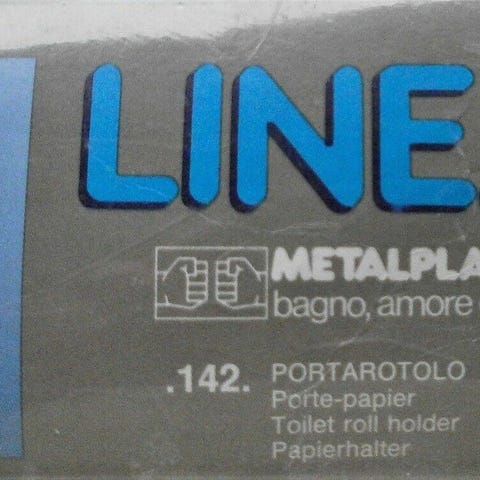 LINE
METALPLA
bagno, amore
.142. PORTAROTOLO
Porte-papier
Toilet roll holder
Papierhalter